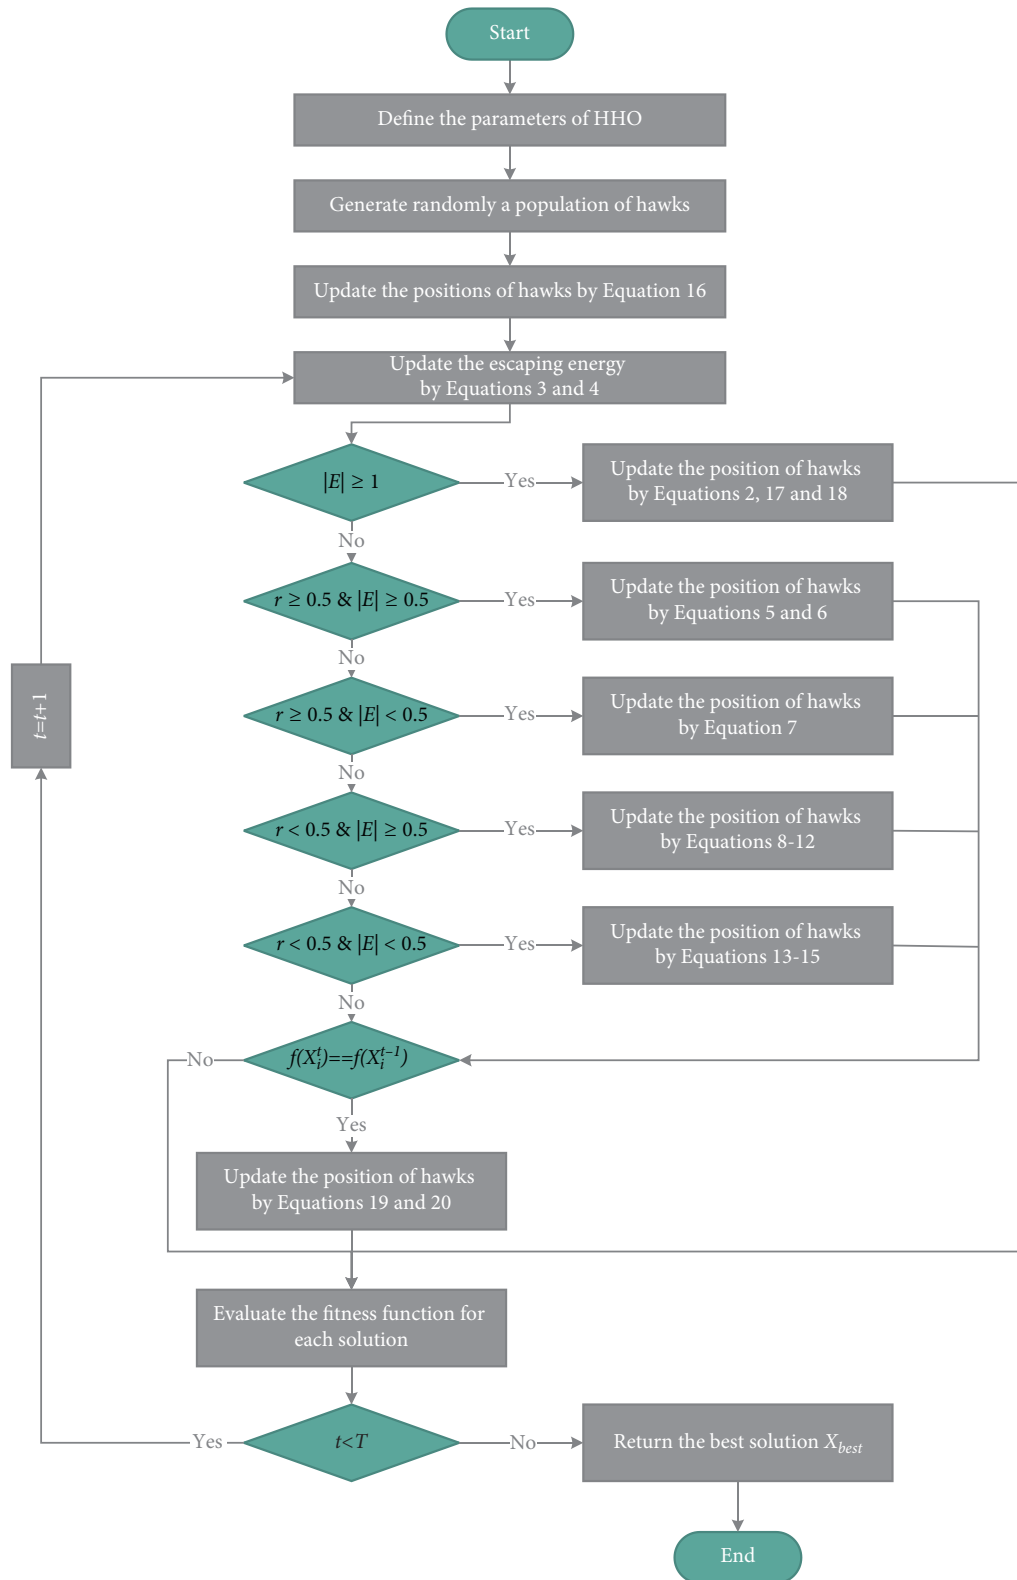 Start
Define the parameters of HHO
Generate randomly a population of hawks
Update the positions of hawks by Equation 16
Update the escaping energy
by Equations 3 and 4
|E| ≥ 1
Yes
Update the position of hawks
by Equations 2, 17 and 18
No
r ≥ 0.5 & |E| ≥ 0.5
Yes
Update the position of hawks
by Equations 5 and 6
No
t=t+1
r ≥ 0.5 & |E| < 0.5
Yes
Update the position of hawks
by Equation 7
No
r < 0.5 & |E| ≥ 0.5
Yes
Update the position of hawks
by Equations 8-12
No
r < 0.5 & |E| < 0.5
Yes
Update the position of hawks
by Equations 13-15
No
No
f(X_i^t)==f(X_i^{t-1})
Yes
Update the position of hawks
by Equations 19 and 20
Evaluate the fitness function for
each solution
Yes
t<T
No
Return the best solution X_{best}
End